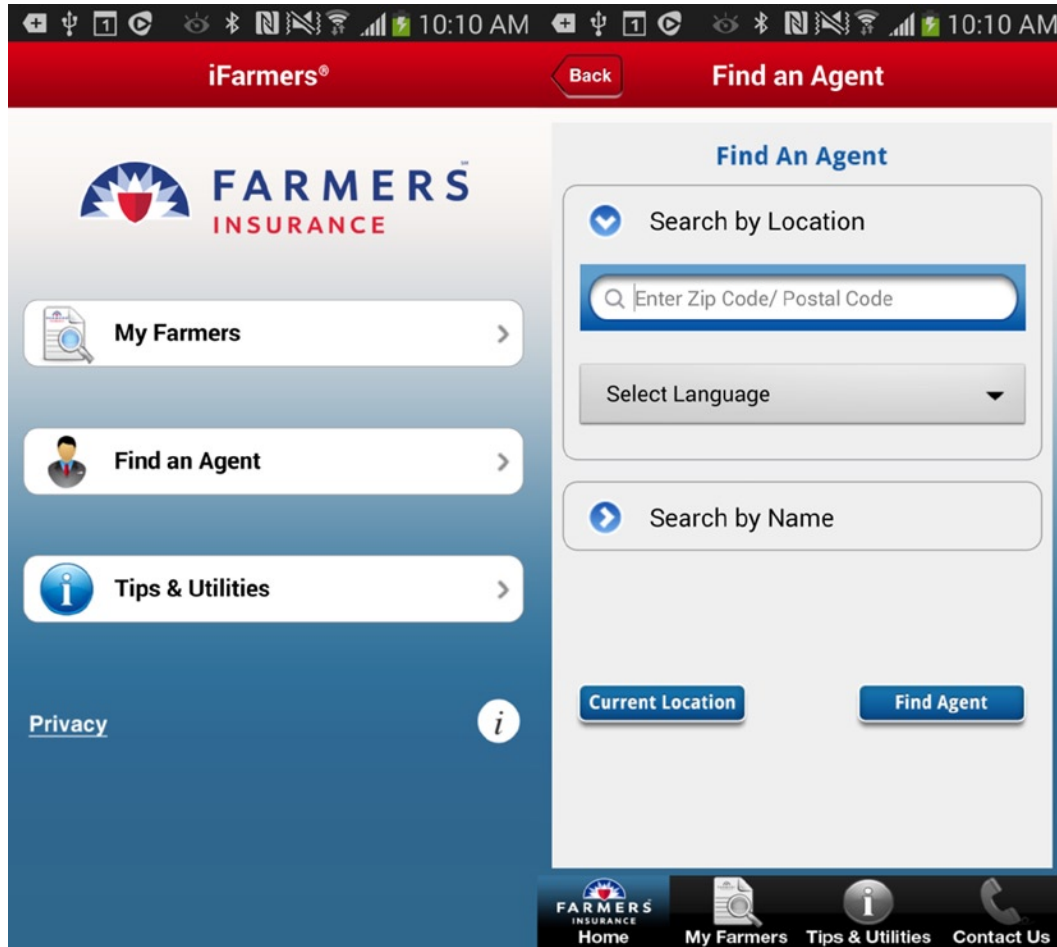 1
10:10 AM
iFarmers®
FARMERS
INSURANCE
My Farmers
Find an Agent
Tips & Utilities
Privacy
i
1
10:10 AM
Back
Find an Agent
Find An Agent
Search by Location
Enter Zip Code/ Postal Code
Select Language
Search by Name
Current Location
Find Agent
FARMERS
INSURANCE
Home
My Farmers
Tips & Utilities
Contact Us